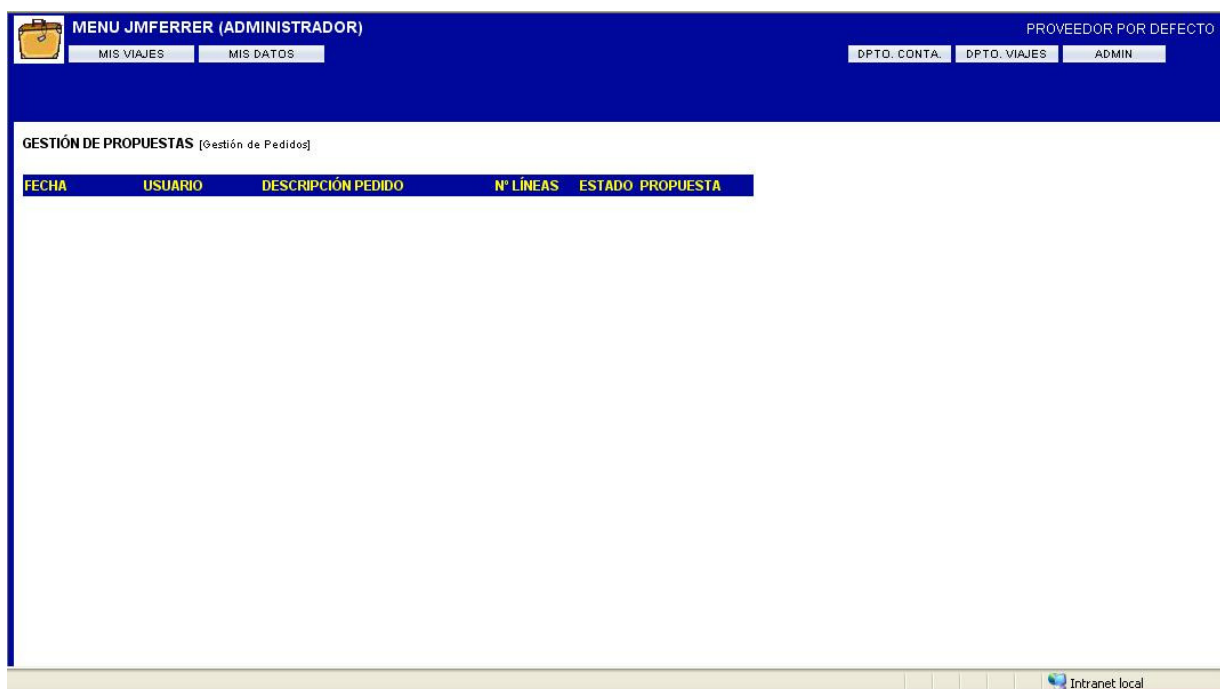 MENU JMFERRER (ADMINISTRADOR)
PROVEEDOR POR DEFECTO
MIS VIAJES MIS DATOS DPTO. CONTA. DPTO. VIAJES ADMIN
GESTIÓN DE PROPUESTAS [Gestión de Pedidos]
FECHA USUARIO DESCRIPCIÓN PEDIDO Nº LÍNEAS ESTADO PROPUESTA
Intranet local